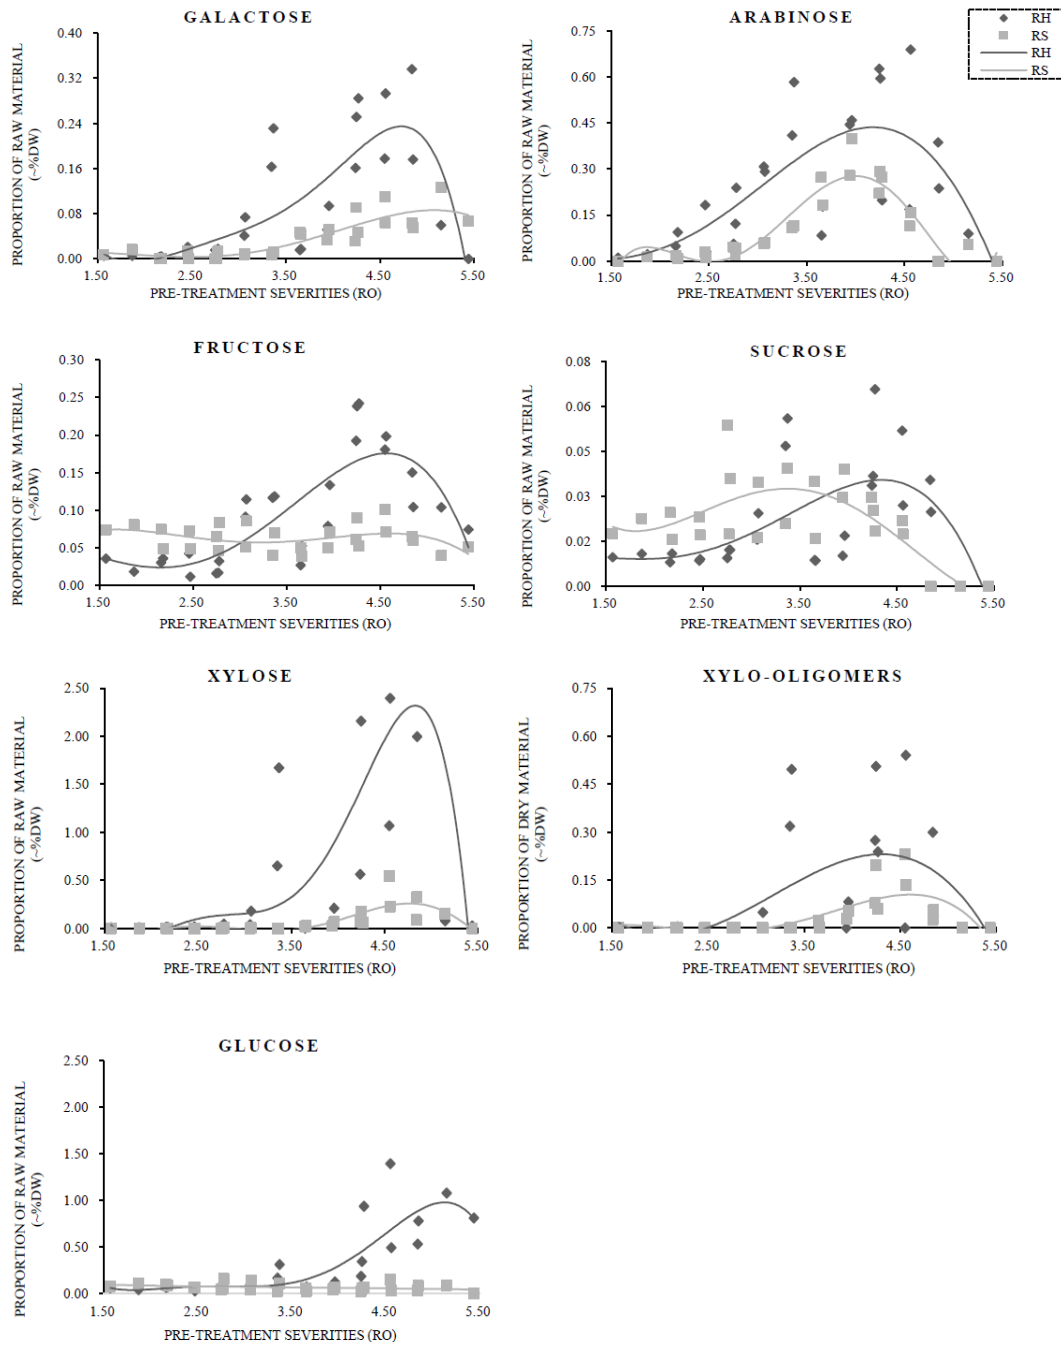 GALACTOSE
PROPORTION OF RAW MATERIAL
(~%DW)
0.40
0.32
0.24
0.16
0.08
0.00
1.50 2.50 3.50 4.50 5.50
PRE-TREATMENT SEVERITIES (RO)
ARABINOSE
PROPORTION OF RAW MATERIAL
(~%DW)
0.75
0.60
0.45
0.30
0.15
0.00
1.50 2.50 3.50 4.50 5.50
PRE-TREATMENT SEVERITIES (RO)
RH
RS
RH
RS
FRUCTOSE
PROPORTION OF RAW MATERIAL
(~%DW)
0.30
0.25
0.20
0.15
0.10
0.05
0.00
1.50 2.50 3.50 4.50 5.50
PRE-TREATMENT SEVERITIES (RO)
SUCROSE
PROPORTION OF RAW MATERIAL
(~%DW)
0.08
0.06
0.05
0.03
0.02
0.00
1.50 2.50 3.50 4.50 5.50
PRE-TREATMENT SEVERITIES (RO)
XYLOSE
PROPORTION OF RAW MATERIAL
(~%DW)
2.50
2.00
1.50
1.00
0.50
0.00
1.50 2.50 3.50 4.50 5.50
PRE-TREATMENT SEVERITIES (RO)
XYLO-OLIGOMERS
PROPORTION OF DRY MATERIAL
(~%DW)
0.75
0.60
0.45
0.30
0.15
0.00
1.50 2.50 3.50 4.50 5.50
PRE-TREATMENT SEVERITIES (RO)
GLUCOSE
PROPORTION OF RAW MATERIAL
(~%DW)
2.50
2.00
1.50
1.00
0.50
0.00
1.50 2.50 3.50 4.50 5.50
PRE-TREATMENT SEVERITIES (RO)